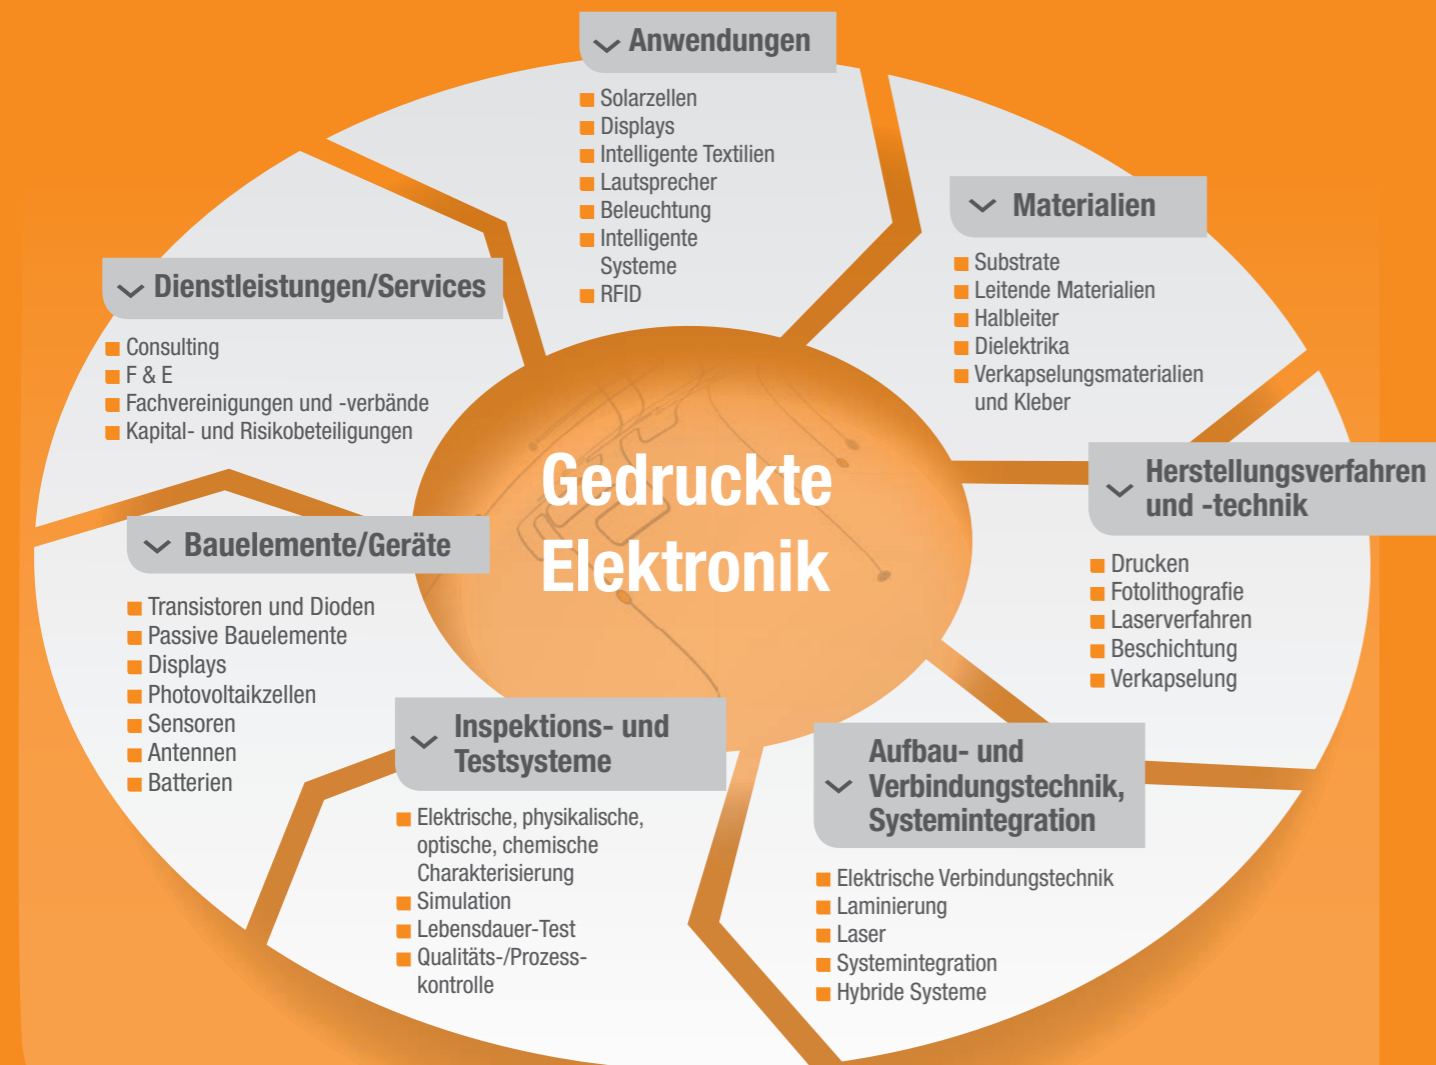 Anwendungen
Solarzellen
Displays
Intelligente Textilien
Lautsprecher
Beleuchtung
Intelligente
Systeme
RFID
Materialien
Substrate
Leitende Materialien
Halbleiter
Dielektrika
Verkapselungsmaterialien
und Kleber
Herstellungsverfahren
und -technik
Drucken
Fotolithografie
Laserverfahren
Beschichtung
Verkapselung
Aufbau- und
Verbindungstechnik,
Systemintegration
Elektrische Verbindungstechnik
Laminierung
Laser
Systemintegration
Hybride Systeme
Inspektions- und
Testsysteme
Elektrische, physikalische,
optische, chemische
Charakterisierung
Simulation
Lebensdauer-Test
Qualitäts-/Prozess-
kontrolle
Bauelemente/Geräte
Transistoren und Dioden
Passive Bauelemente
Displays
Photovoltaikzellen
Sensoren
Antennen
Batterien
Dienstleistungen/Services
Consulting
F & E
Fachvereinigungen und -verbände
Kapital- und Risikobeteiligungen
Gedruckte
Elektronik